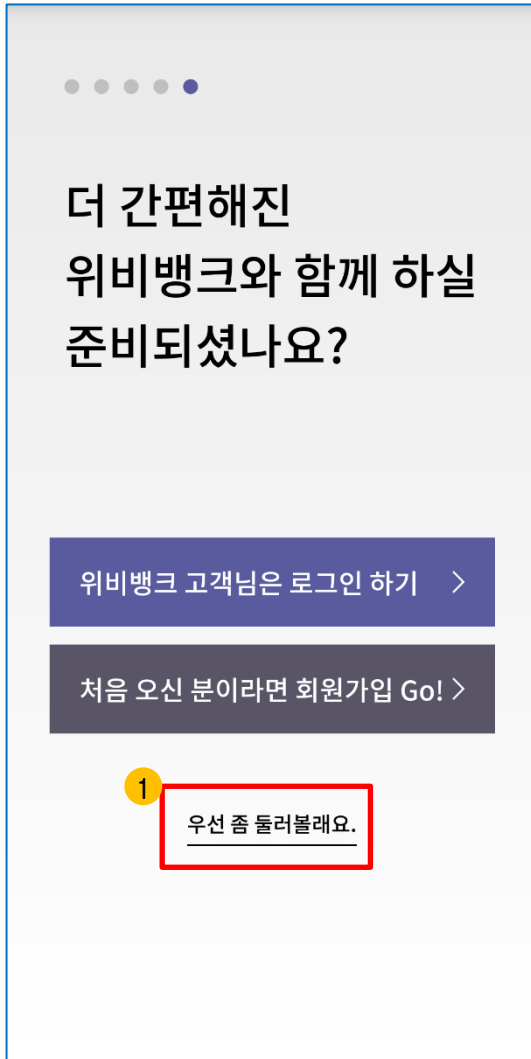 더 간편해진
위비뱅크와 함께 하실
준비되셨나요?
위비뱅크 고객님은 로그인 하기
처음 오신 분이라면 회원가입 Go!
1
우선 좀 둘러볼래요.